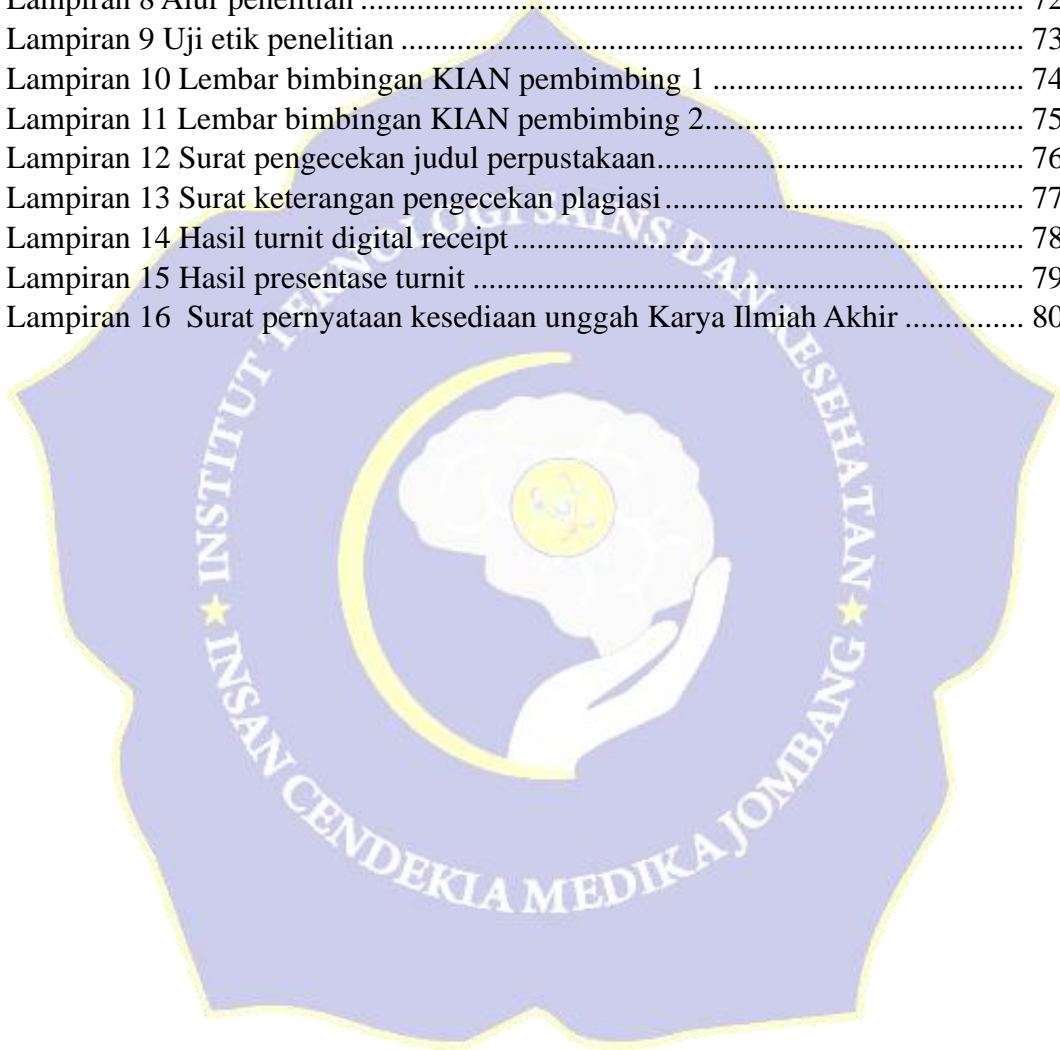 Lampiran 8 Alur penelitian ........................................................................................ 72
Lampiran 9 Uji etik penelitian ................................................................................... 73
Lampiran 10 Lembar bimbingan KIAN pembimbing 1 ........................................... 74
Lampiran 11 Lembar bimbingan KIAN pembimbing 2............................................ 75
Lampiran 12 Surat pengecekan judul perpustakaan.................................................. 76
Lampiran 13 Surat keterangan pengecekan plagiasi ................................................. 77
Lampiran 14 Hasil turnit digital receipt ..................................................................... 78
Lampiran 15 Hasil presentase turnit .......................................................................... 79
Lampiran 16  Surat pernyataan kesediaan unggah Karya Ilmiah Akhir ............... 80
INSTITUT TEKNOLOGI SAINS DAN KESEHATAN
INSAN CENDEKIA MEDIKA JOMBANG